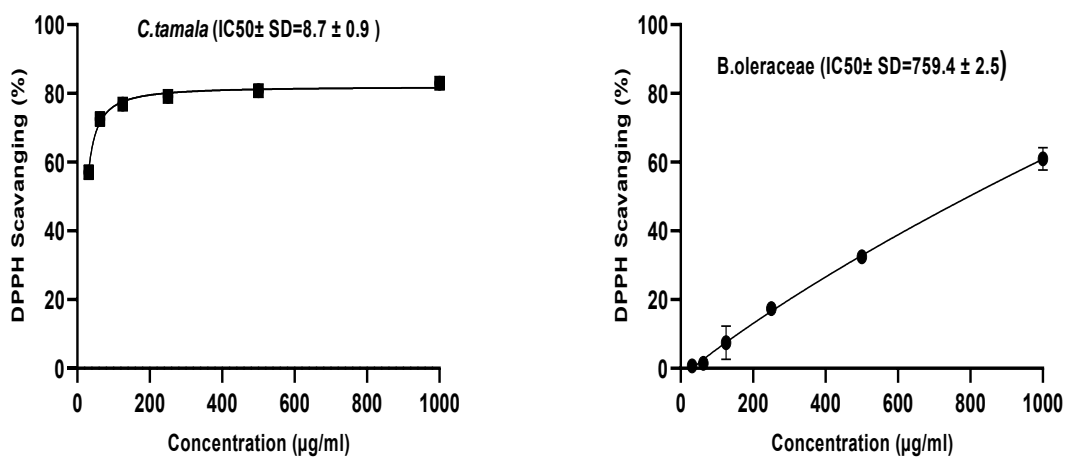 C.tamala (IC50± SD=8.7 ± 0.9 )
DPPH Scavanging (%)
100
80
60
40
20
0
0 200 400 600 800 1000
Concentration (µg/ml)
B.oleraceae (IC50± SD=759.4 ± 2.5)
DPPH Scavanging (%)
100
80
60
40
20
0
0 200 400 600 800 1000
Concentration (µg/ml)